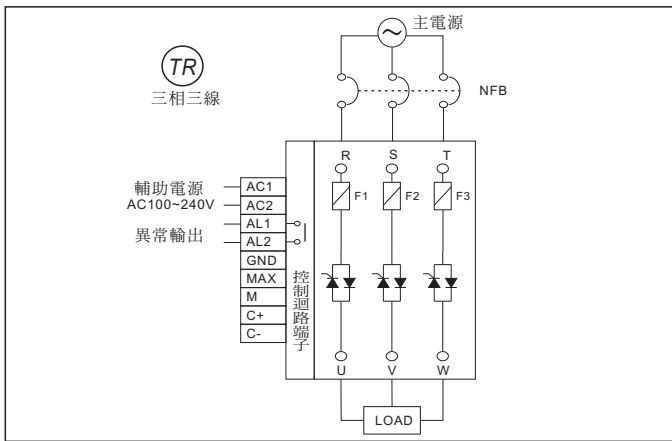 主電源
TR
三相三線
NFB
R S T
輔助電源
AC100~240V
異常輸出
AC1
AC2
AL1
AL2
GND
MAX
M
C+
C-
控制迴路端子
F1 F2 F3
U V W
LOAD